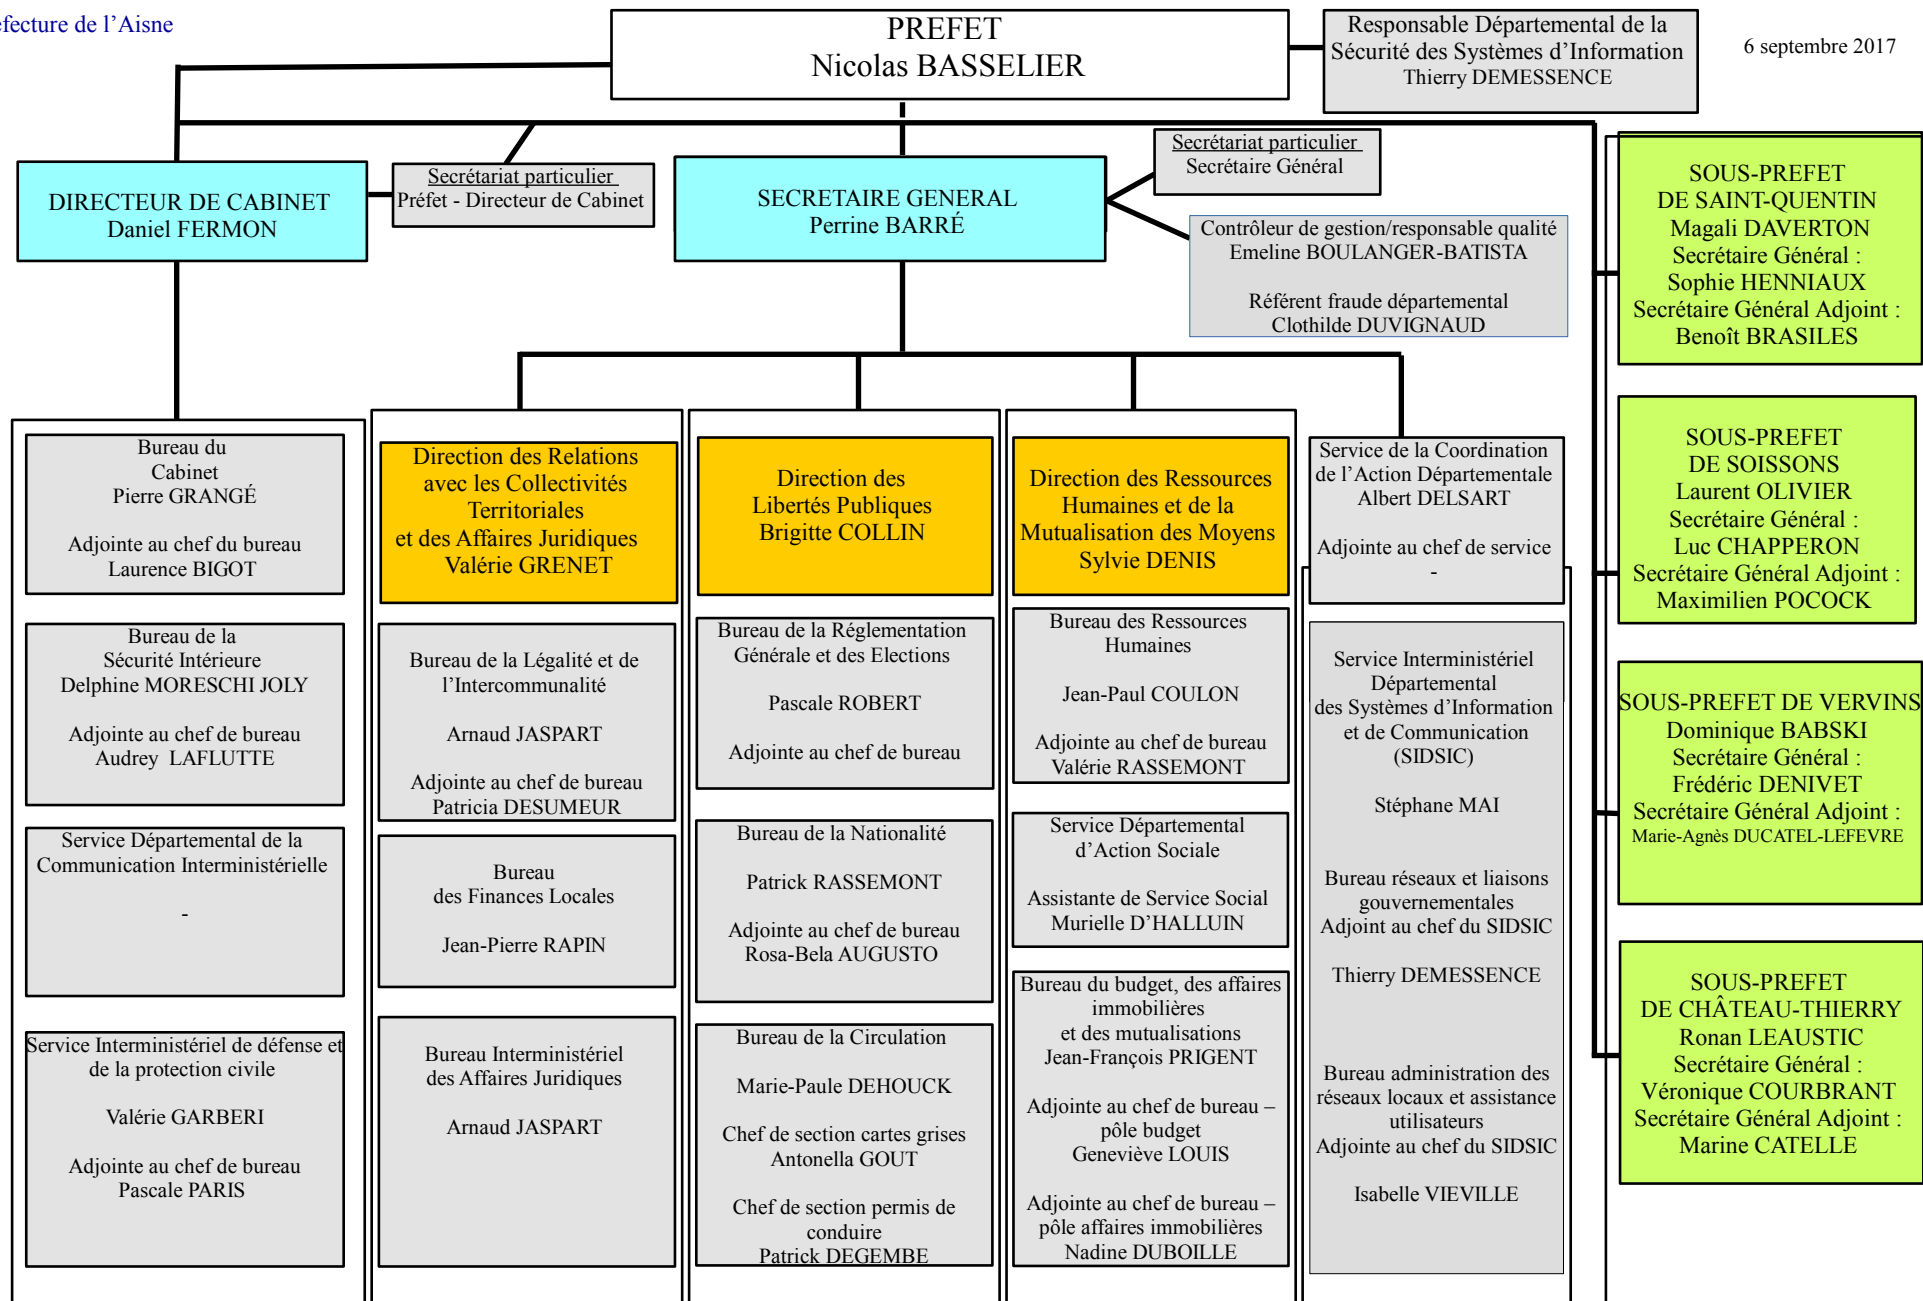 fecture de l’Aisne
PREFET
Nicolas BASSELIER
Responsable Départemental de la
Sécurité des Systèmes d’Information
Thierry DEMESSENCE
6 septembre 2017
DIRECTEUR DE CABINET
Daniel FERMON
Secrétariat particulier
Préfet - Directeur de Cabinet
SECRETAIRE GENERAL
Perrine BARRÉ
Secrétariat particulier
Secrétaire Général
Contrôleur de gestion/responsable qualité
Emeline BOULANGER-BATISTA
Référent fraude départemental
Clothilde DUVIGNAUD
SOUS-PREFET
DE SAINT-QUENTIN
Magali DAVERTON
Secrétaire Général :
Sophie HENNIAUX
Secrétaire Général Adjoint :
Benoît BRASILES
SOUS-PREFET
DE SOISSONS
Laurent OLIVIER
Secrétaire Général :
Luc CHAPPERON
Secrétaire Général Adjoint :
Maximilien POCOCK
SOUS-PREFET DE VERVINS
Dominique BABSKI
Secrétaire Général :
Frédéric DENIVET
Secrétaire Général Adjoint :
Marie-Agnès DUCATEL-LEFEVRE
SOUS-PREFET
DE CHÂTEAU-THIERRY
Ronan LEAUSTIC
Secrétaire Général :
Véronique COURBRANT
Secrétaire Général Adjoint :
Marine CATELLE
Bureau du
Cabinet
Pierre GRANGÉ
Adjointe au chef du bureau
Laurence BIGOT
Bureau de la
Sécurité Intérieure
Delphine MORESCHI JOLY
Adjointe au chef de bureau
Audrey LAFLUTTE
Service Départemental de la
Communication Interministérielle
-
Service Interministériel de défense et
de la protection civile
Valérie GARBERI
Adjointe au chef de bureau
Pascale PARIS
Direction des Relations
avec les Collectivités
Territoriales
et des Affaires Juridiques
Valérie GRENET
Bureau de la Légalité et de
l’Intercommunalité
Arnaud JASPART
Adjointe au chef de bureau
Patricia DESUMEUR
Bureau
des Finances Locales
Jean-Pierre RAPIN
Bureau Interministériel
des Affaires Juridiques
Arnaud JASPART
Direction des
Libertés Publiques
Brigitte COLLIN
Bureau de la Réglementation
Générale et des Elections
Pascale ROBERT
Adjointe au chef de bureau
Bureau de la Nationalité
Patrick RASSEMONT
Adjointe au chef de bureau
Rosa-Bela AUGUSTO
Bureau de la Circulation
Marie-Paule DEHOUCK
Chef de section cartes grises
Antonella GOUT
Chef de section permis de
conduire
Patrick DEGEMBE
Direction des Ressources
Humaines et de la
Mutualisation des Moyens
Sylvie DENIS
Bureau des Ressources
Humaines
Jean-Paul COULON
Adjointe au chef de bureau
Valérie RASSEMONT
Service Départemental
d’Action Sociale
Assistante de Service Social
Murielle D’HALLUIN
Bureau du budget, des affaires
immobilières
et des mutualisations
Jean-François PRIGENT
Adjointe au chef de bureau –
pôle budget
Geneviève LOUIS
Adjointe au chef de bureau –
pôle affaires immobilières
Nadine DUBOILLE
Service de la Coordination
de l’Action Départementale
Albert DELSART
Adjointe au chef de service
-
Service Interministériel
Départemental
des Systèmes d’Information
et de Communication
(SIDSIC)
Stéphane MAI
Bureau réseaux et liaisons
gouvernementales
Adjoint au chef du SIDSIC
Thierry DEMESSENCE
Bureau administration des
réseaux locaux et assistance
utilisateurs
Adjointe au chef du SIDSIC
Isabelle VIEVILLE